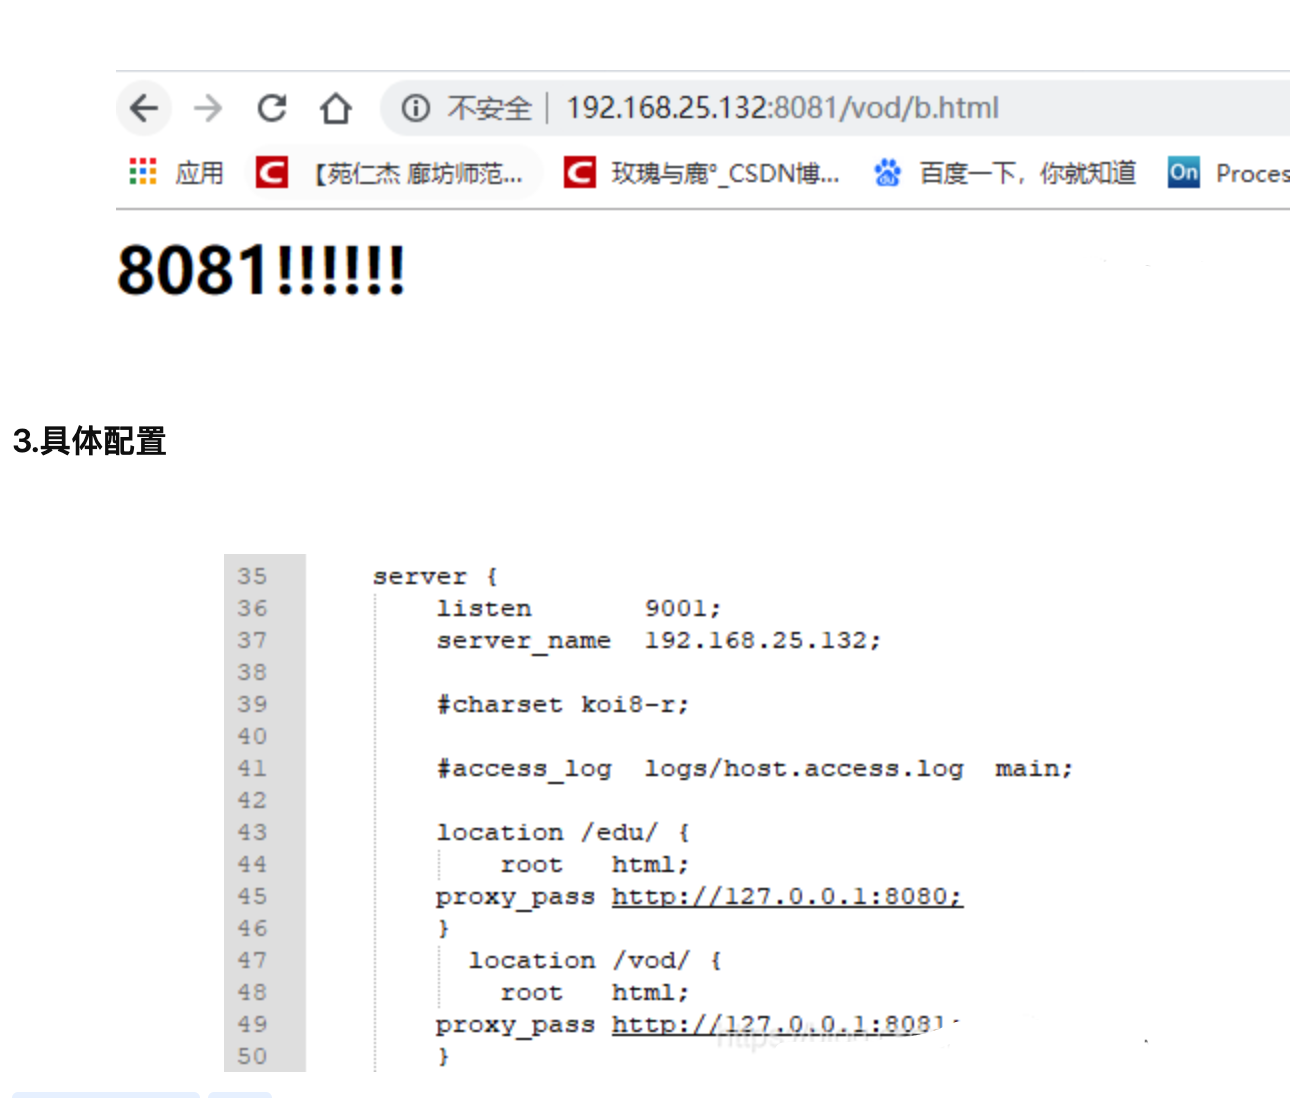 不安全 | 192.168.25.132:8081/vod/b.html
应用 【苑仁杰 廊坊师范... 玫瑰与鹿°_CSDN博... 百度一下，你就知道 On Proces
8081!!!!!!
3.具体配置
35 server {
36 listen 9001;
37 server_name 192.168.25.132;
38
39 #charset koi8-r;
40
41 #access_log logs/host.access.log main;
42
43 location /edu/ {
44 root html;
45 proxy_pass http://127.0.0.1:8080;
46 }
47 location /vod/ {
48 root html;
49 proxy_pass http://127.0.0.1:8081;
50 }